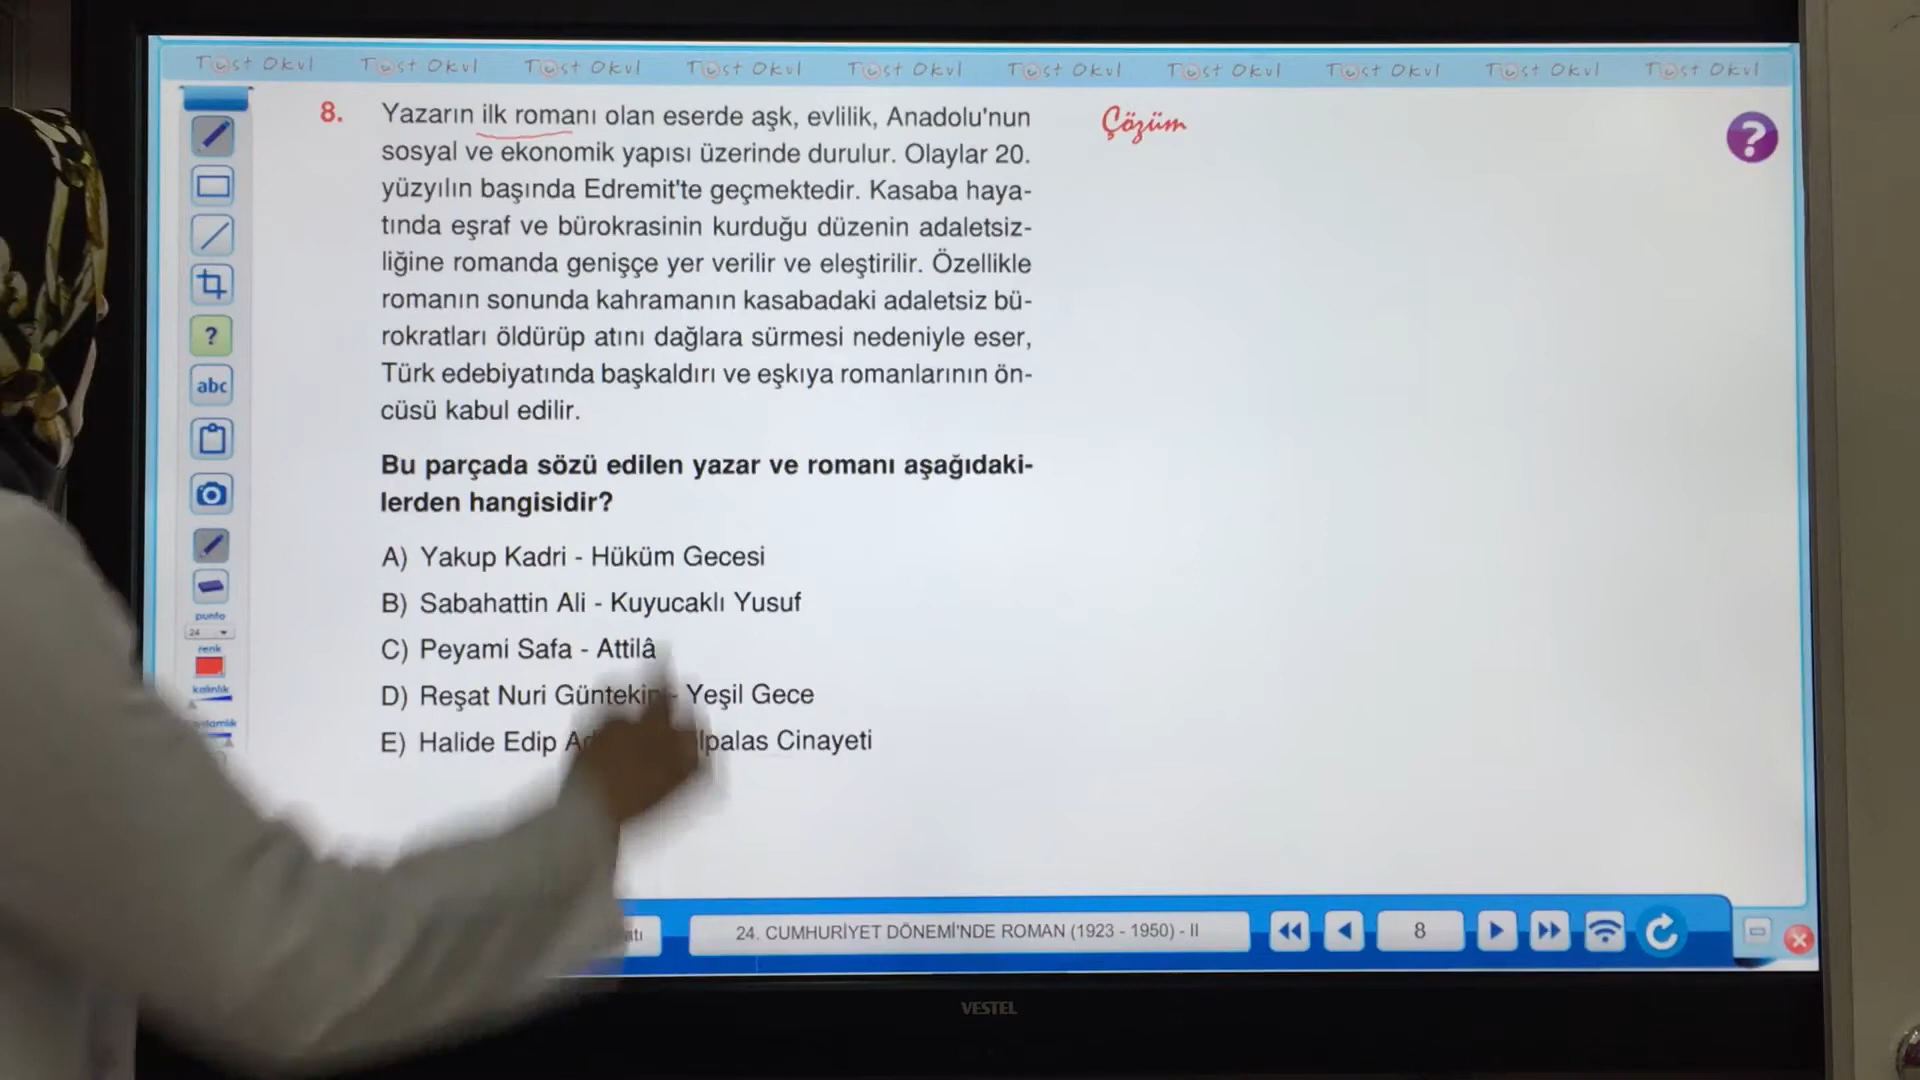 Test Okul Test Okul Test Okul Test Okul Test Okul Test Okul Test Okul Test Okul Test Okul Test Okul
8. Yazarın ilk romanı olan eserde aşk, evlilik, Anadolu'nun
sosyal ve ekonomik yapısı üzerinde durulur. Olaylar 20.
yüzyılın başında Edremit'te geçmektedir. Kasaba haya-
tında eşraf ve bürokrasinin kurduğu düzenin adaletsiz-
liğine romanda genişçe yer verilir ve eleştirilir. Özellikle
romanın sonunda kahramanın kasabadaki adaletsiz bü-
rokratları öldürüp atını dağlara sürmesi nedeniyle eser,
Türk edebiyatında başkaldırı ve eşkıya romanlarının ön-
cüsü kabul edilir.
Bu parçada sözü edilen yazar ve romanı aşağıdaki-
lerden hangisidir?
A) Yakup Kadri - Hüküm Gecesi
B) Sabahattin Ali - Kuyucaklı Yusuf
C) Peyami Safa - Attilâ
D) Reşat Nuri Güntekin - Yeşil Gece
E) Halide Edip Cinayeti
Çözüm
?
?
abc
punto
24
renk
kalınlık
24. CUMHURİYET DÖNEMİ'NDE ROMAN (1923 - 1950) - II
8
VESTEL